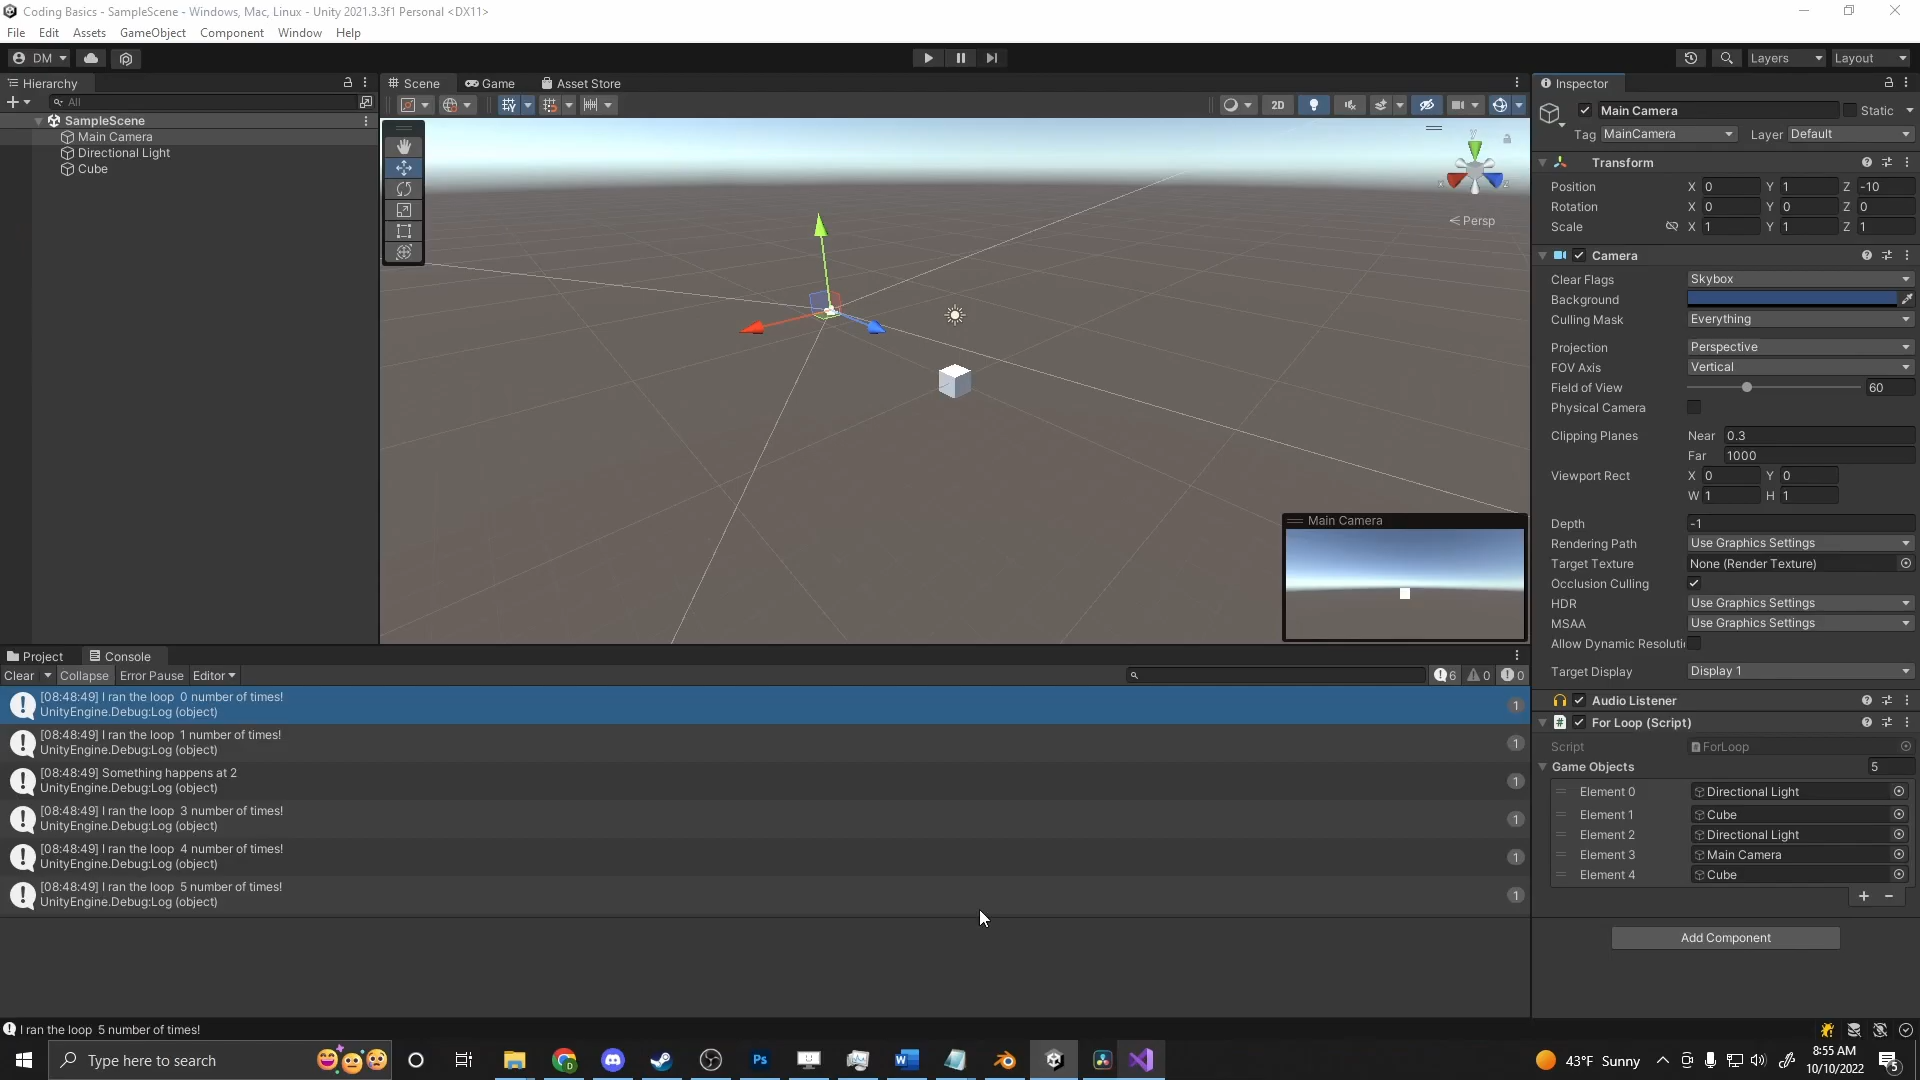 Coding Basics - SampleScene - Windows, Mac, Linux - Unity 2021.3.3f1 Personal <DX11>
File Edit Assets GameObject Component Window Help
DM
Layers Layout
Hierarchy
All
SampleScene
Main Camera
Directional Light
Cube
Scene Game Asset Store
2D
y
x
z
Persp
Main Camera
Inspector
Main Camera Static
Tag MainCamera Layer Default
Transform
Position X 0 Y 1 Z -10
Rotation X 0 Y 0 Z 0
Scale X 1 Y 1 Z 1
Camera
Clear Flags Skybox
Background
Culling Mask Everything
Projection Perspective
FOV Axis Vertical
Field of View 60
Physical Camera
Clipping Planes Near 0.3
Far 1000
Viewport Rect X 0 Y 0
W 1 H 1
Depth -1
Rendering Path Use Graphics Settings
Target Texture None (Render Texture)
Occlusion Culling
HDR Use Graphics Settings
MSAA Use Graphics Settings
Allow Dynamic Resoluti
Target Display Display 1
Audio Listener
For Loop (Script)
Script ForLoop
Game Objects 5
Element 0 Directional Light
Element 1 Cube
Element 2 Directional Light
Element 3 Main Camera
Element 4 Cube
Add Component
Project Console
Clear Collapse Error Pause Editor 6 0 0
[08:48:49] I ran the loop  0 number of times! 1
UnityEngine.Debug:Log (object)
[08:48:49] I ran the loop  1 number of times! 1
UnityEngine.Debug:Log (object)
[08:48:49] Something happens at 2 1
UnityEngine.Debug:Log (object)
[08:48:49] I ran the loop  3 number of times! 1
UnityEngine.Debug:Log (object)
[08:48:49] I ran the loop  4 number of times! 1
UnityEngine.Debug:Log (object)
[08:48:49] I ran the loop  5 number of times! 1
UnityEngine.Debug:Log (object)
I ran the loop  5 number of times!
Type here to search
Ps
43°F Sunny
8:55 AM
10/10/2022
5